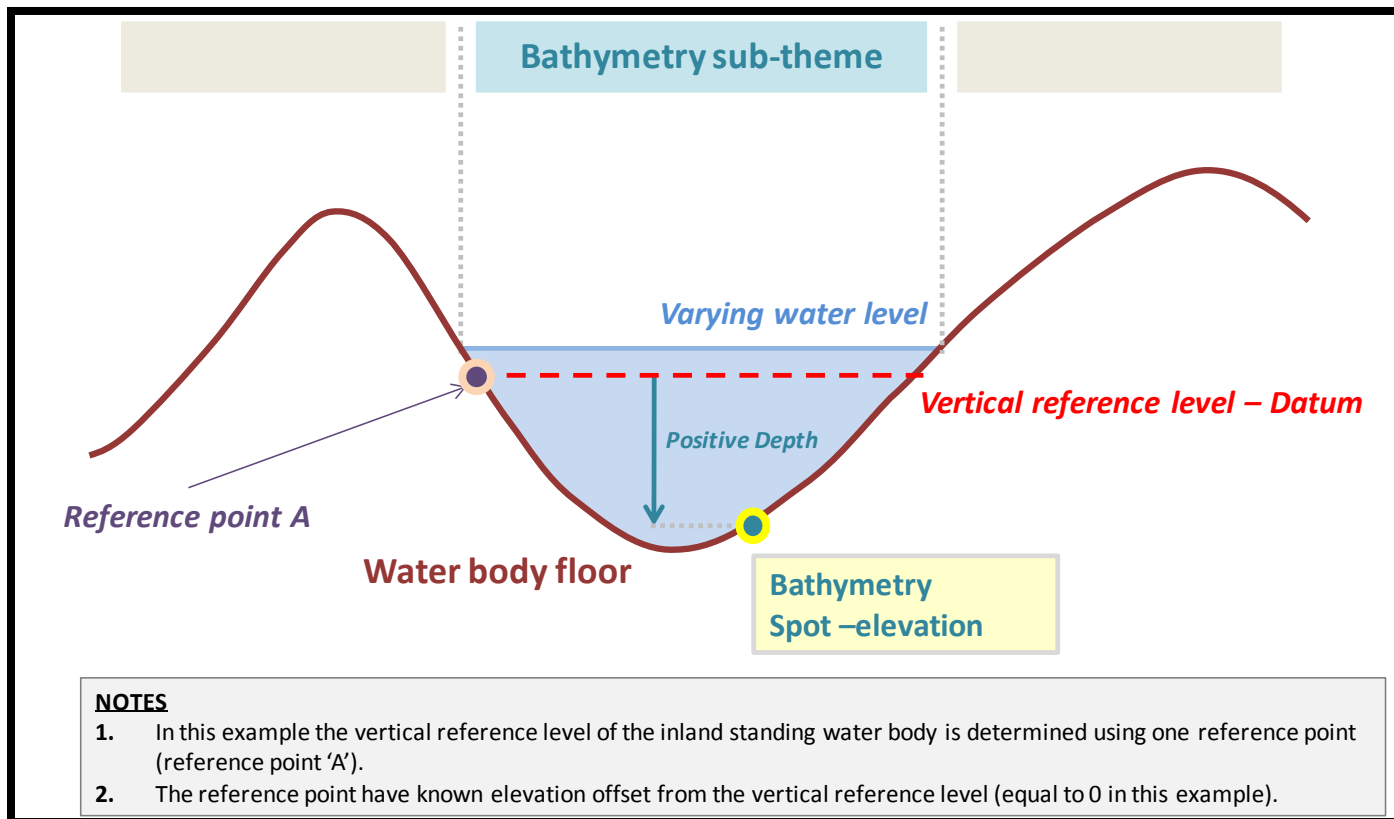 Bathymetry sub-theme
Varying water level
Vertical reference level – Datum
Positive Depth
Reference point A
Water body floor
Bathymetry
Spot –elevation
NOTES
1. In this example the vertical reference level of the inland standing water body is determined using one reference point
(reference point ‘A’).
2. The reference point have known elevation offset from the vertical reference level (equal to 0 in this example).